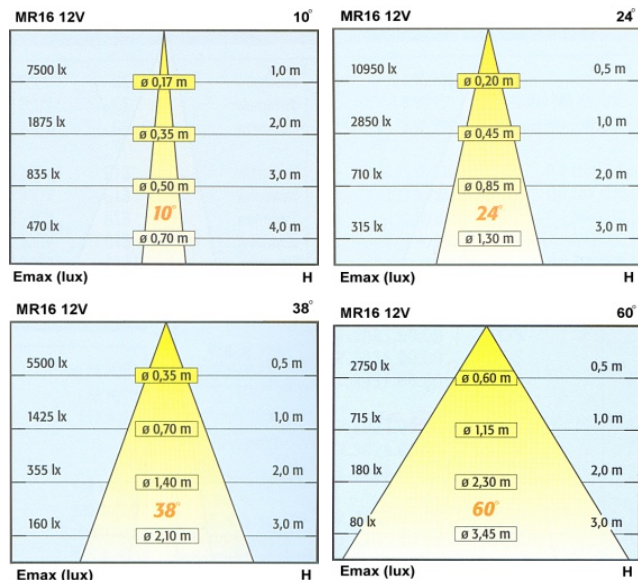 MR16 12V 10°
7500 lx ø 0,17 m 1,0 m
1875 lx ø 0,35 m 2,0 m
835 lx ø 0,50 m 3,0 m
10°
470 lx ø 0,70 m 4,0 m
Emax (lux) H
MR16 12V 24°
10950 lx ø 0,20 m 0,5 m
2850 lx ø 0,45 m 1,0 m
710 lx ø 0,85 m 2,0 m
24°
315 lx ø 1,30 m 3,0 m
Emax (lux) H
MR16 12V 38°
5500 lx ø 0,35 m 0,5 m
1425 lx ø 0,70 m 1,0 m
355 lx ø 1,40 m 2,0 m
38°
160 lx ø 2,10 m 3,0 m
Emax (lux) H
MR16 12V 60°
2750 lx ø 0,60 m 0,5 m
715 lx ø 1,15 m 1,0 m
180 lx ø 2,30 m 2,0 m
60°
80 lx ø 3,45 m 3,0 m
Emax (lux) H